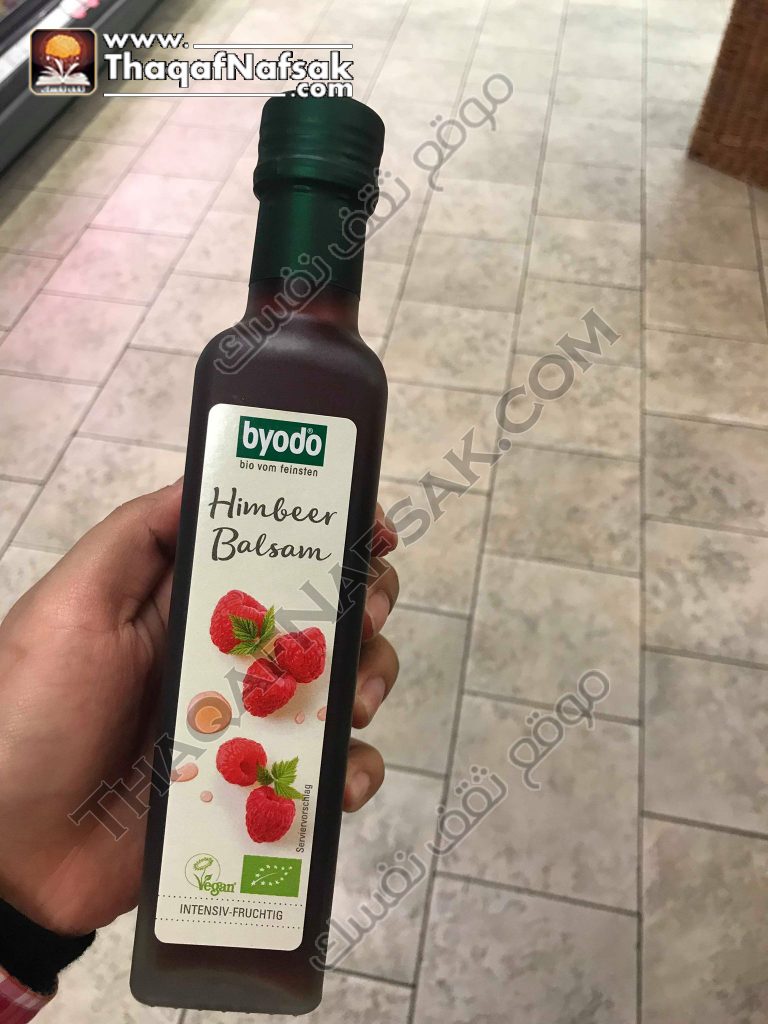 www.
ThaqafNafsak
.com
موقع ثقف نفسك
THAQAFNAFSAK.COM
byodo®
bio vom feinsten
Himbeer
Balsam
Serviervorschlag
Vegan
INTENSIV-FRUCHTIG
موقع ثقف نفسك